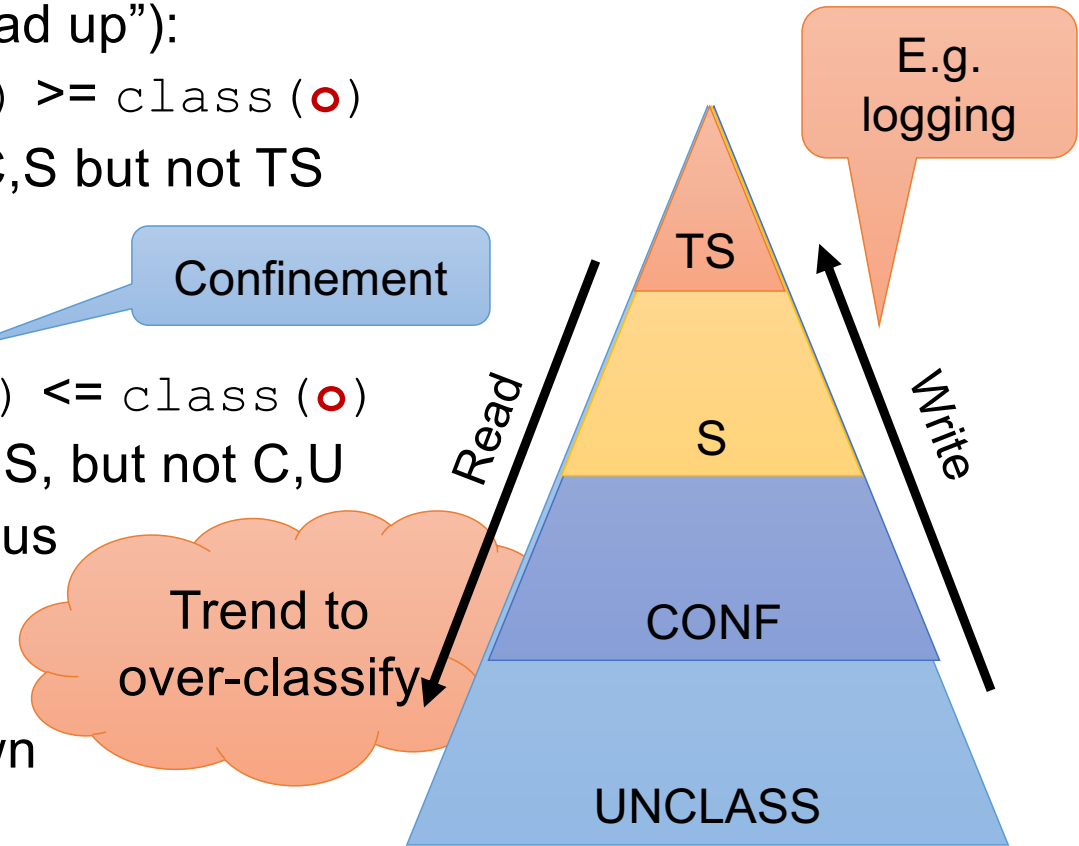 ad up”):
) >= class(o)
C,S but not TS
Confinement
) <= class(o)
S, but not C,U
us
Trend to
over-classify
vn
E.g.
logging
TS
S
CONF
UNCLASS
Read
Write